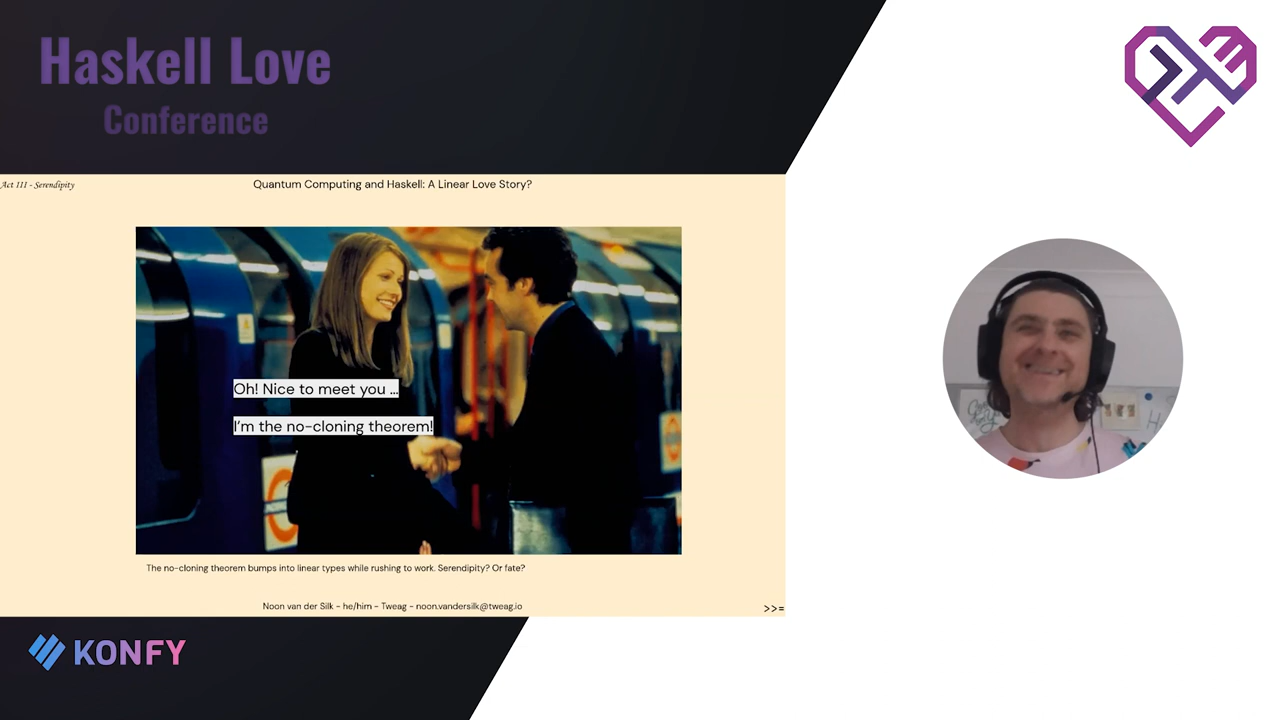 Haskell Love
Conference
Act III - Serendipity
Quantum Computing and Haskell: A Linear Love Story?
Oh! Nice to meet you ...
I'm the no-cloning theorem!
The no-cloning theorem bumps into linear types while rushing to work. Serendipity? Or fate?
Noon van der Silk - he/him - Tweag - noon.vandersilk@tweag.io
>>=
KONFY